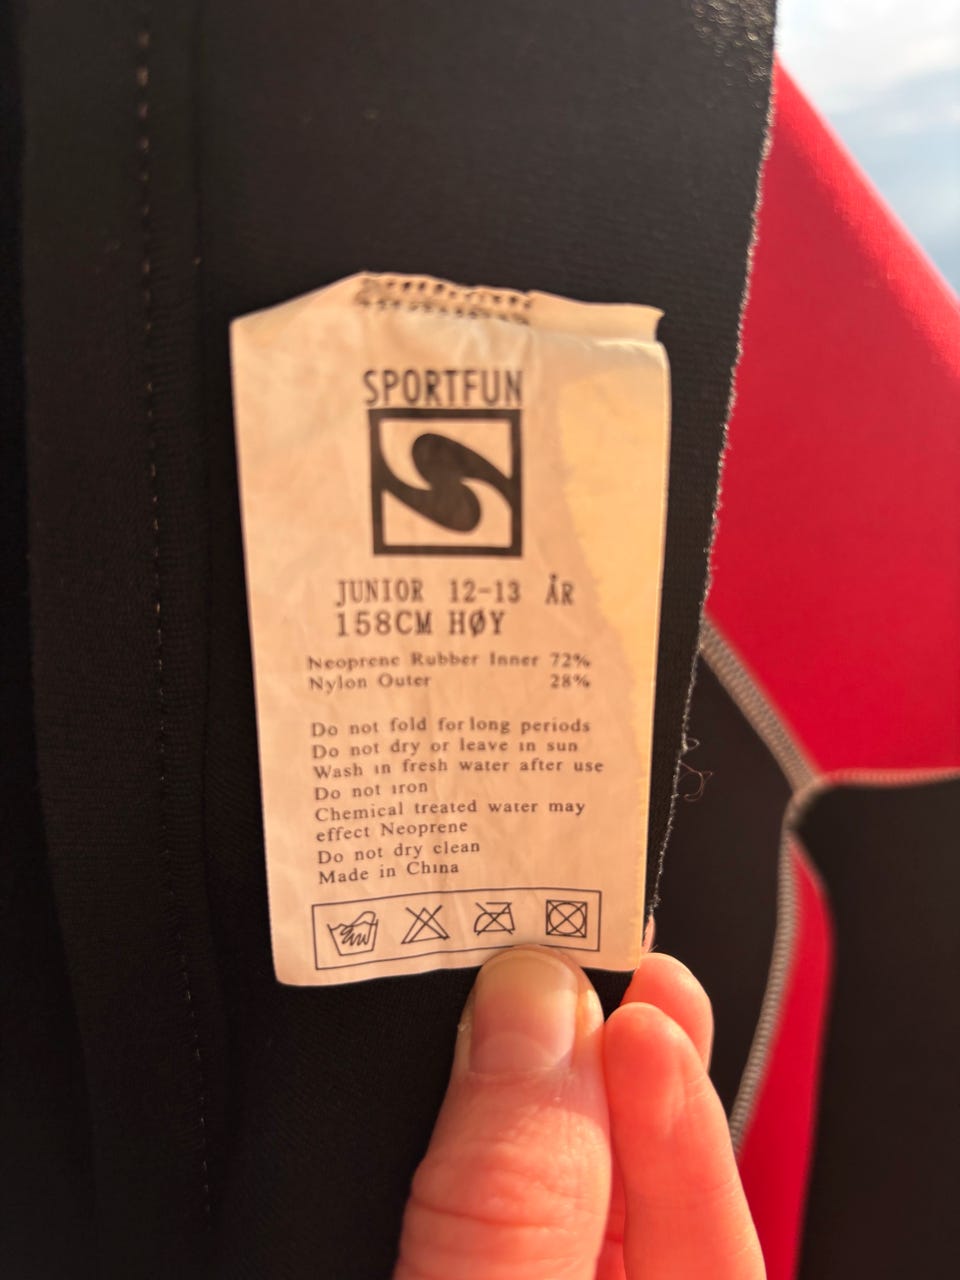 SPORTFUN
JUNIOR 12-13 ÅR
158CM HØY
Neoprene Rubber Inner 72%
Nylon Outer 28%
Do not fold for long periods
Do not dry or leave in sun
Wash in fresh water after use
Do not iron
Chemical treated water may
effect Neoprene
Do not dry clean
Made in China